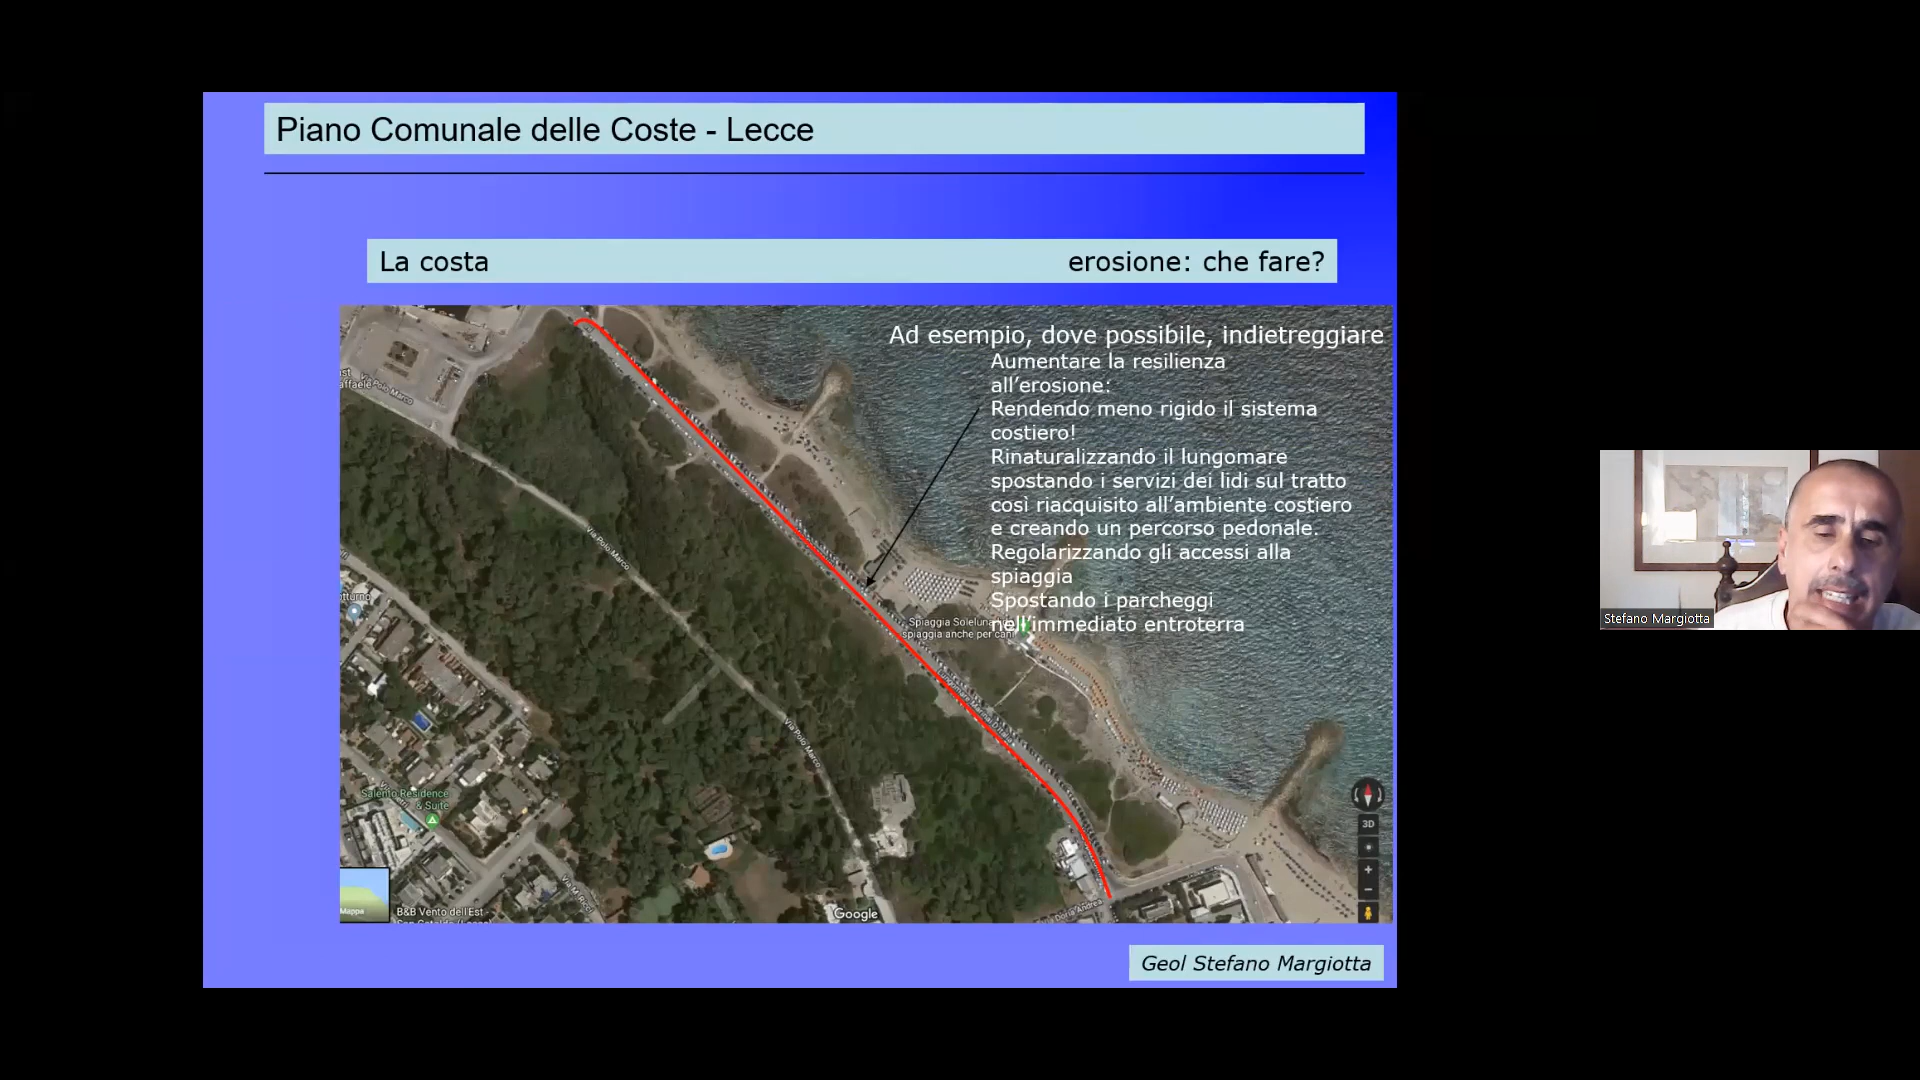 Piano Comunale delle Coste - Lecce
La costa erosione: che fare?
Ad esempio, dove possibile, indietreggiare
Aumentare la resilienza
all'erosione:
Rendendo meno rigido il sistema
costiero!
Rinaturalizzando il lungomare
spostando i servizi dei lidi sul tratto
così riacquisito all'ambiente costiero
e creando un percorso pedonale.
Regolarizzando gli accessi alla
spiaggia
Spostando i parcheggi
nell'immediato entroterra
Via Polo Marco
Via Polo Marco
Via Polo Marco
Spiaggia Soleluna
spiaggia anche per cani
Salento Residence
& Suite
B&B Vento dell'Est -
Mappa
Google
3D
Geol Stefano Margiotta
Stefano Margiotta